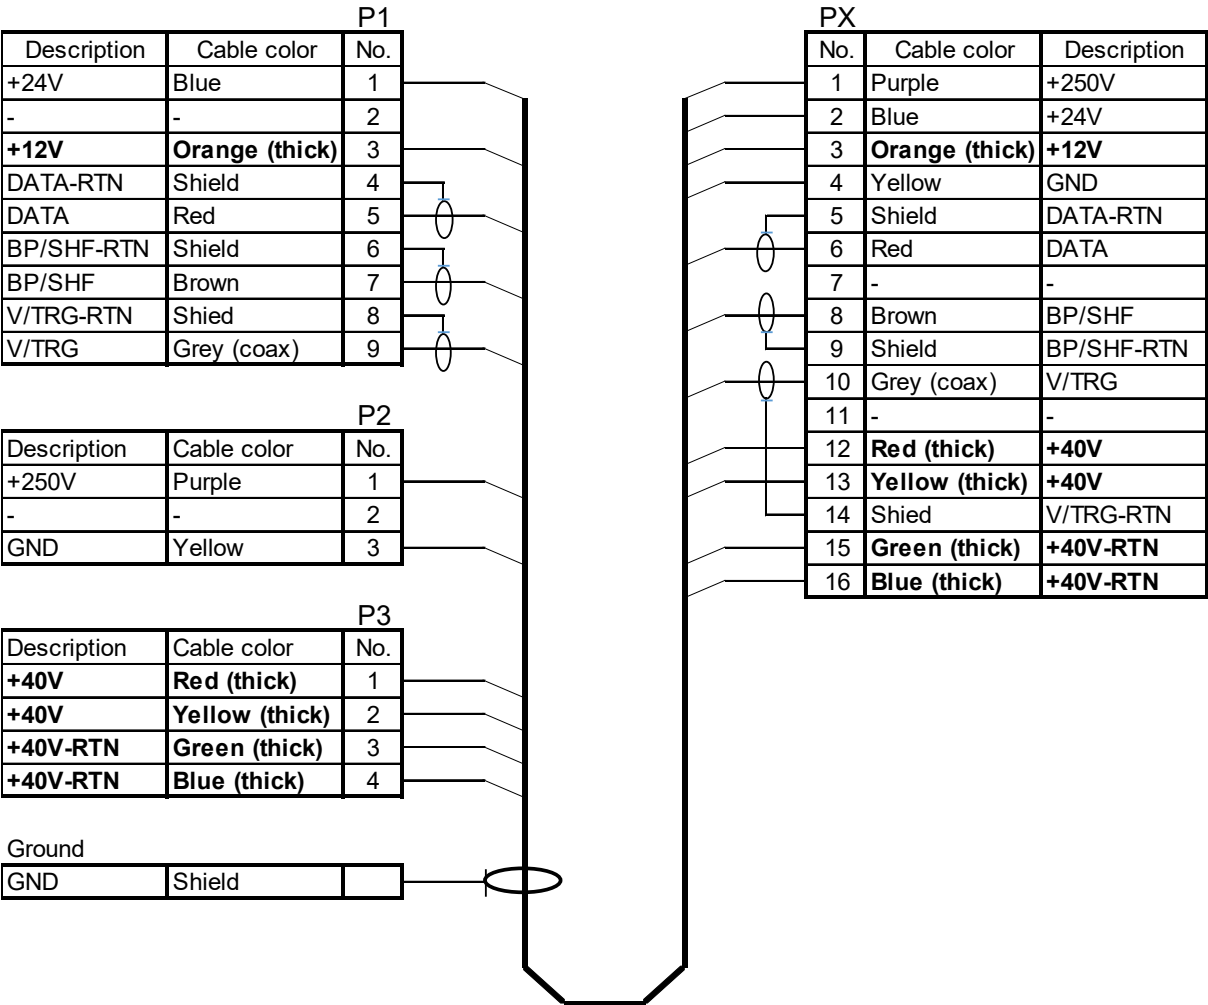 P1
Description Cable color No.
+24V Blue 1
- - 2
+12V Orange (thick) 3
DATA-RTN Shield 4
DATA Red 5
BP/SHF-RTN Shield 6
BP/SHF Brown 7
V/TRG-RTN Shied 8
V/TRG Grey (coax) 9
P2
Description Cable color No.
+250V Purple 1
- - 2
GND Yellow 3
P3
Description Cable color No.
+40V Red (thick) 1
+40V Yellow (thick) 2
+40V-RTN Green (thick) 3
+40V-RTN Blue (thick) 4
Ground
GND Shield
PX
No. Cable color Description
1 Purple +250V
2 Blue +24V
3 Orange (thick) +12V
4 Yellow GND
5 Shield DATA-RTN
6 Red DATA
7 - -
8 Brown BP/SHF
9 Shield BP/SHF-RTN
10 Grey (coax) V/TRG
11 - -
12 Red (thick) +40V
13 Yellow (thick) +40V
14 Shied V/TRG-RTN
15 Green (thick) +40V-RTN
16 Blue (thick) +40V-RTN